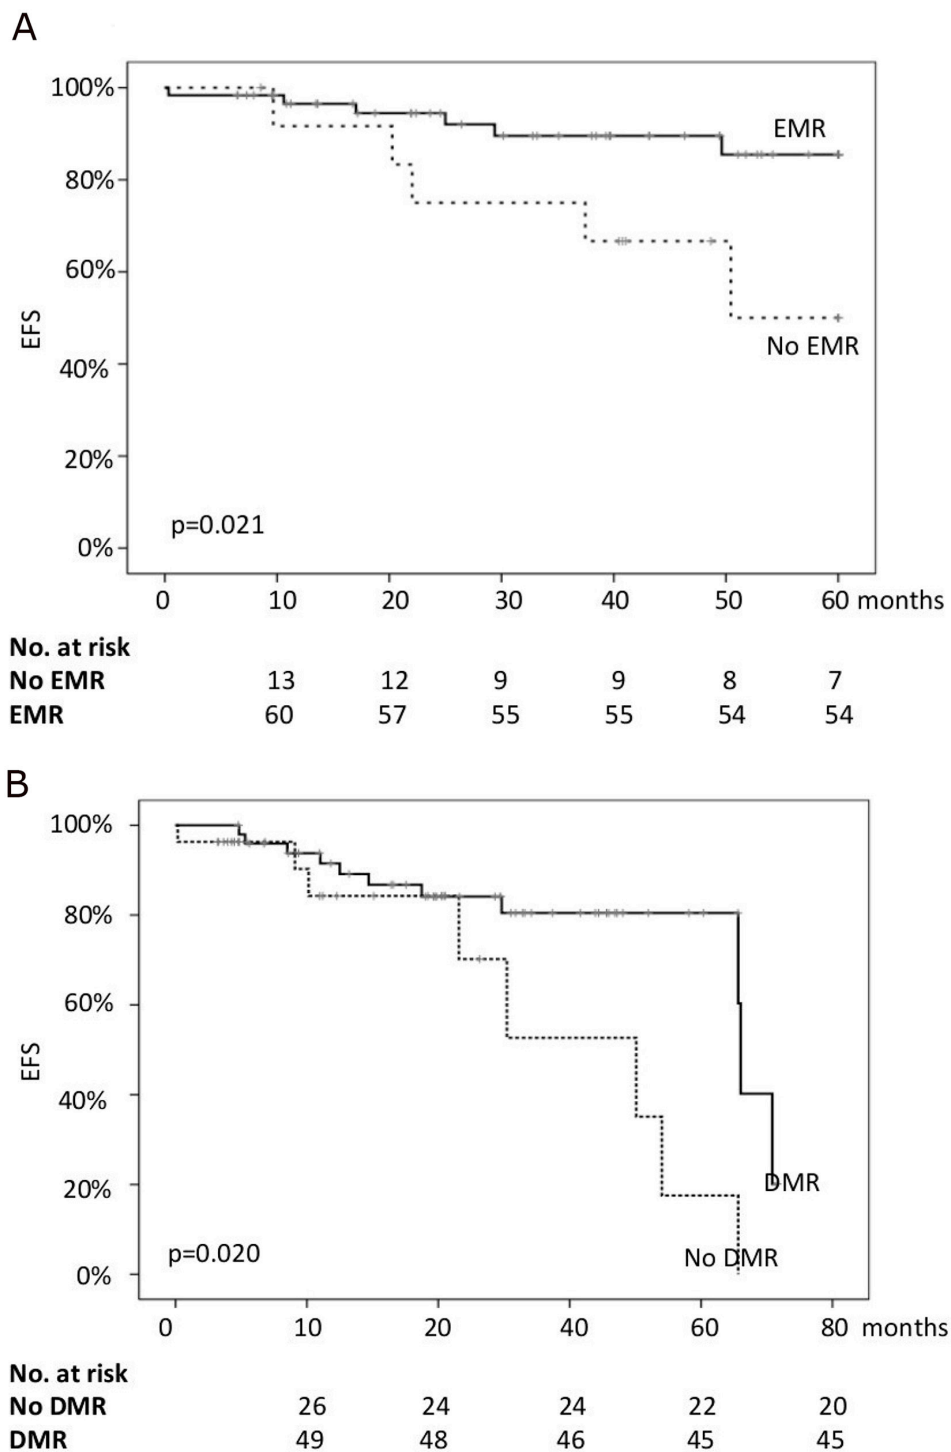 A
100%
80%
60%
40%
20%
0%
EFS
EMR
No EMR
p=0.021
0 10 20 30 40 50 60 months
No. at risk
No EMR 13 12 9 9 8 7
EMR 60 57 55 55 54 54
B
100%
80%
60%
40%
20%
0%
EFS
DMR
No DMR
p=0.020
0 10 20 40 60 80 months
No. at risk
No DMR 26 24 24 22 20
DMR 49 48 46 45 45